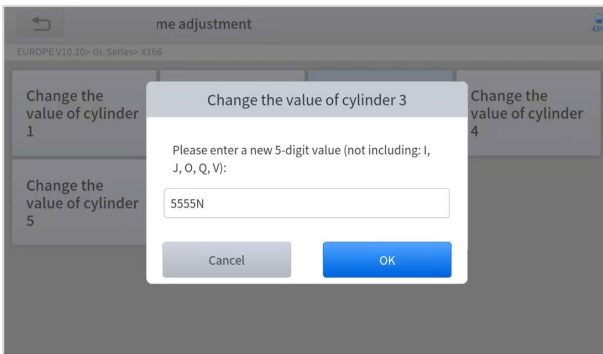 me adjustment
43%
EUROPE V10.10> GL Series> X166
Change the
value of cylinder
1
Change the
value of cylinder
4
Change the
value of cylinder
5
Change the value of cylinder 3
Please enter a new 5-digit value (not including: I,
J, O, Q, V):
5555N
Cancel
OK